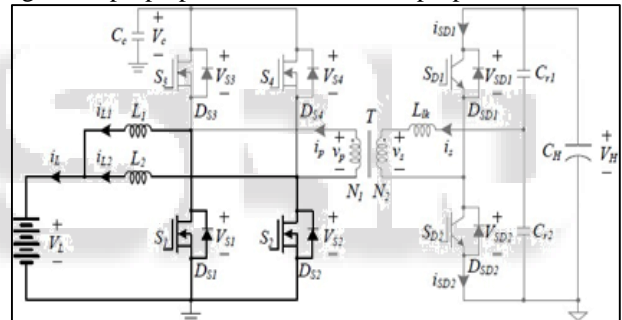 C_c + V_c − S_3 + V_S3 − D_S3 S_4 + V_S4 − D_S4
i_SD1 S_D1 + V_SD1 − D_SD1 C_r1
i_L1 L_1 T L_lk
i_L i_L2 L_2 i_p + v_p − + v_s − i_s C_H + V_H −
N_1 N_2
+ V_L − S_1 + V_S1 − D_S1 S_2 + V_S2 − D_S2
S_D2 + V_SD2 − D_SD2 C_r2
i_SD2